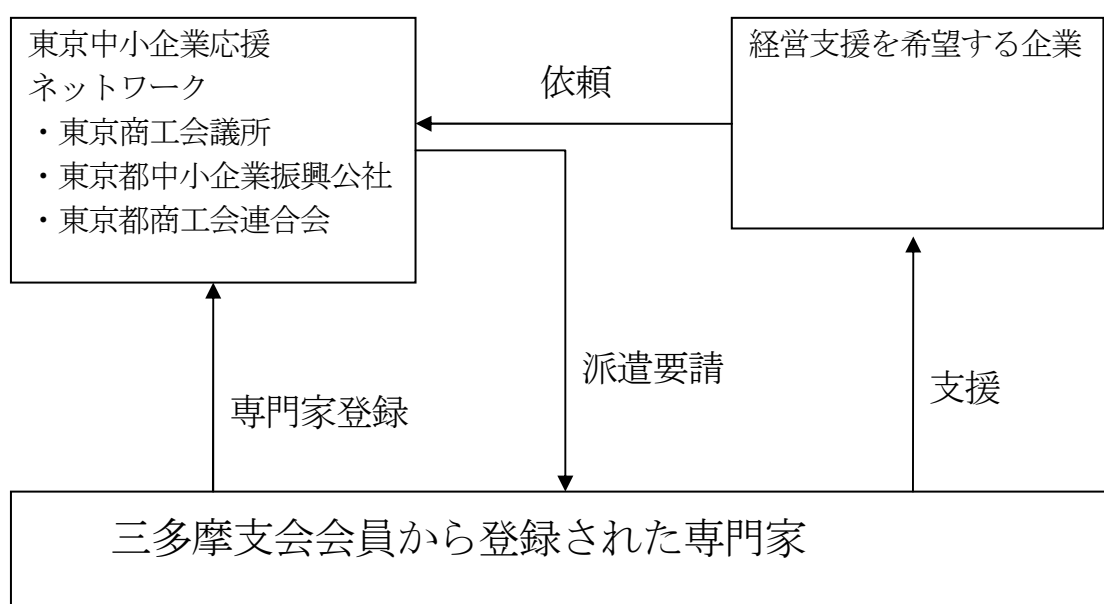 東京中小企業応援
ネットワーク
・東京商工会議所
・東京都中小企業振興公社
・東京都商工会連合会
経営支援を希望する企業
依頼
派遣要請
支援
専門家登録
三多摩支会会員から登録された専門家